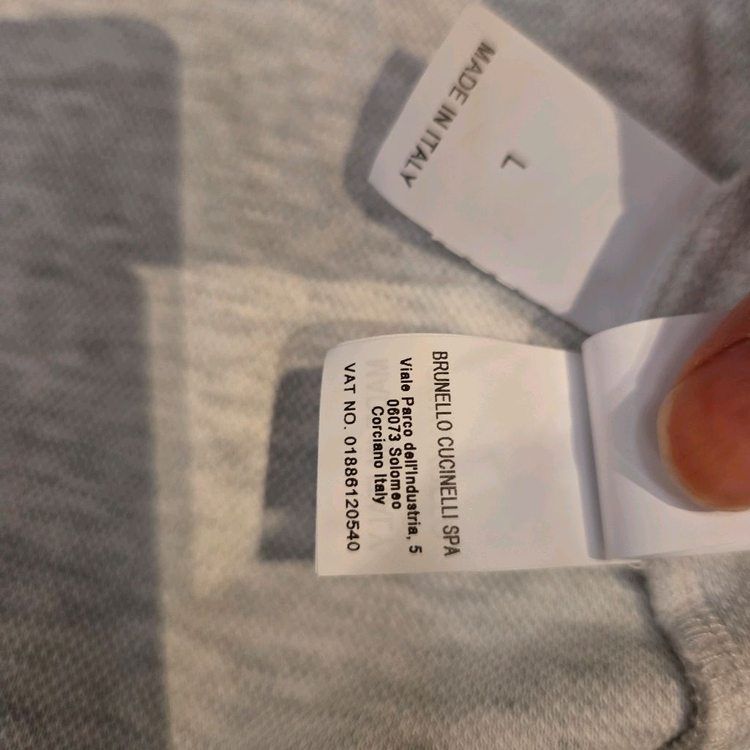 MADE IN ITALY
L
BRUNELLO CUCINELLI SPA
Viale Parco dell'Industria, 5
06073 Solomeo
Corciano Italy
VAT NO. 01886120540